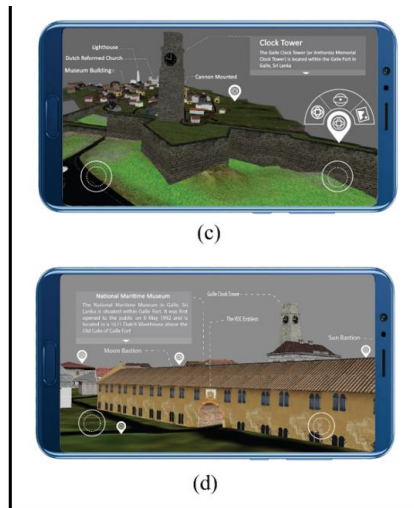 Lighthouse
Dutch Reformed Church
Museum Building
Cannon Mounted
Clock Tower
The Galle Clock Tower (or Anthonisz Memorial
Clock Tower) is located within the Galle Fort in
Galle, Sri Lanka
(c)
National Maritime Museum
The National Maritime Museum in Galle, Sri
Lanka is situated within Galle Fort. It was first
opened to the public on 9 May 1992 and is
located in a 1671 Dutch Warehouse above the
Old Gate of Galle Fort
Galle Clock Tower
The VOC Emblem
Moon Bastion
Sun Bastion
(d)